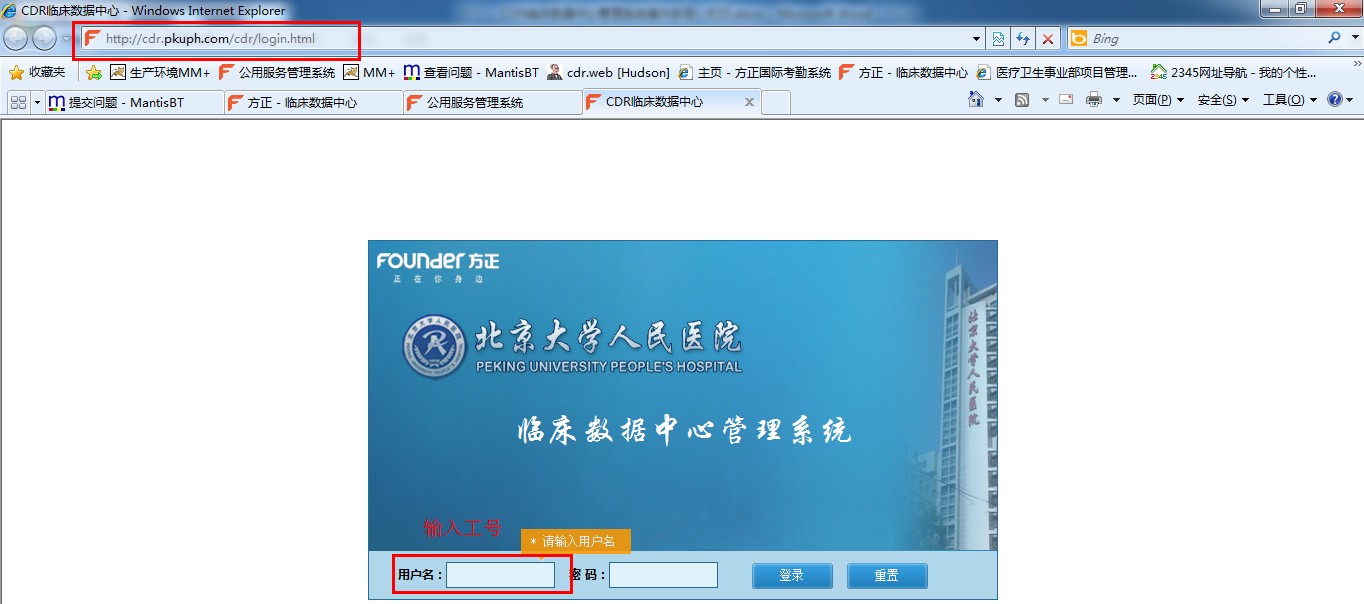 CDR临床数据中心 - Windows Internet Explorer
http://cdr.pkuph.com/cdr/login.html
Bing
收藏夹 生产环境MM+ 公用服务管理系统 MM+ 查看问题 - MantisBT cdr.web [Hudson] 主页 - 方正国际考勤系统 方正 - 临床数据中心 医疗卫生事业部项目管理... 2345网址导航 - 我的个性...
提交问题 - MantisBT 方正 - 临床数据中心 公用服务管理系统 CDR临床数据中心 页面(P) 安全(S) 工具(O)
FOUNDER 方正
正在你身边
北京大学人民医院
PEKING UNIVERSITY PEOPLE'S HOSPITAL
北京大学人民医院
临床数据中心管理系统
输入工号
* 请输入用户名
用户名： 密 码： 登录 重置